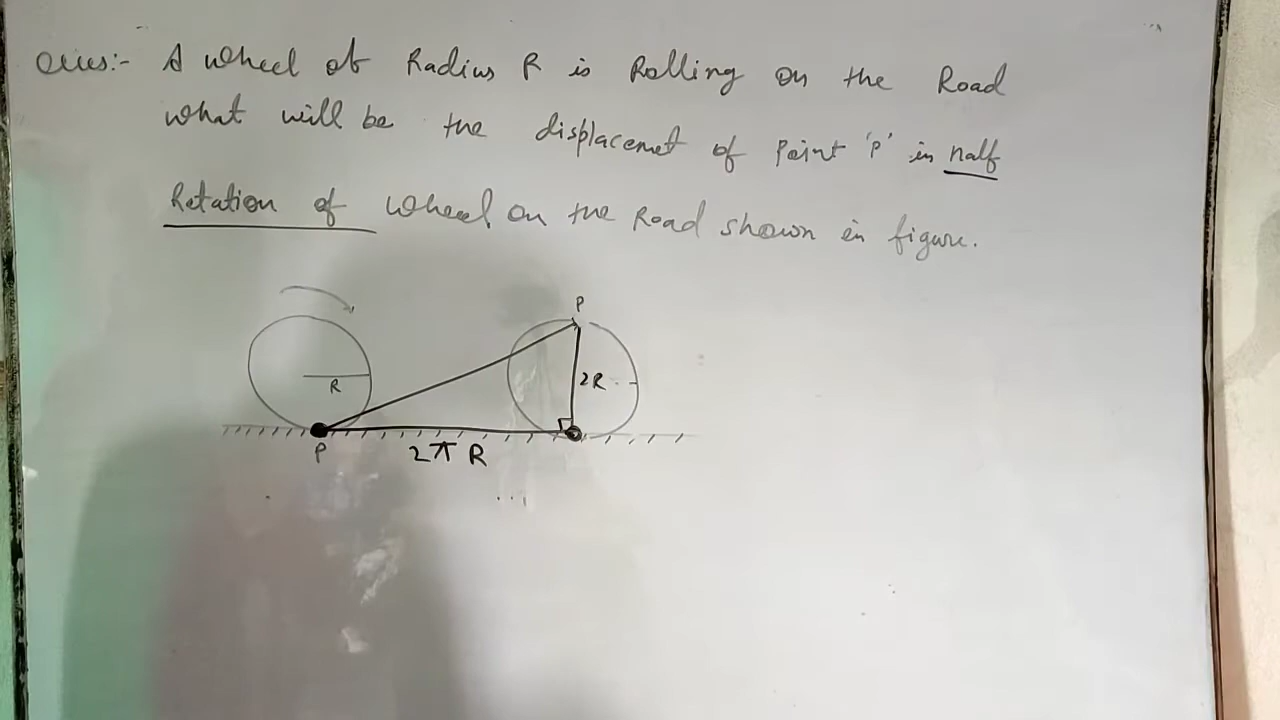 Ques:- A wheel of Radius R is Rolling on the Road
what will be the displacemet of Point 'P' in half
Rotation of wheel on the Road shown in figure.
P
R
2R
P
2π R